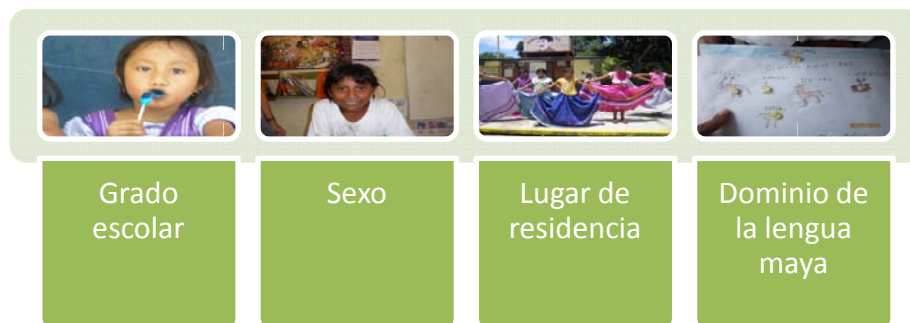 Grado
escolar
Sexo
Lugar de
residencia
Dominio de
la lengua
maya